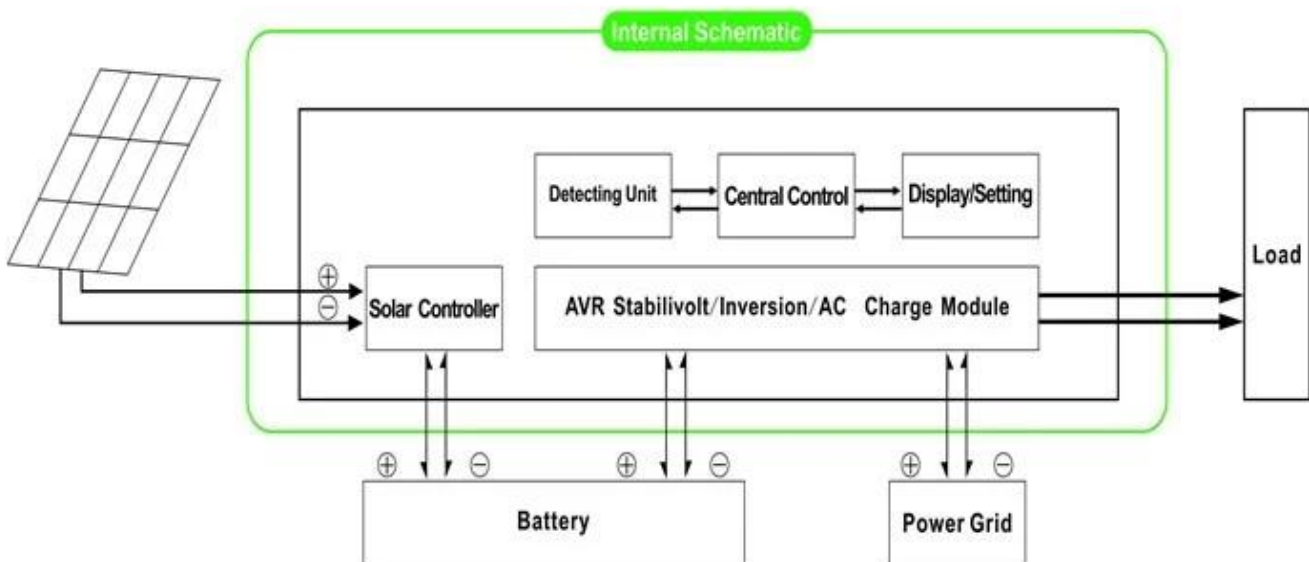 Internal Schematic
Detecting Unit
Central Control
Display/Setting
Load
⊕
⊖
Solar Controller
AVR Stabilivolt/Inversion/AC Charge Module
⊕ ⊖ ⊕ ⊖ ⊕ ⊖
Battery
Power Grid